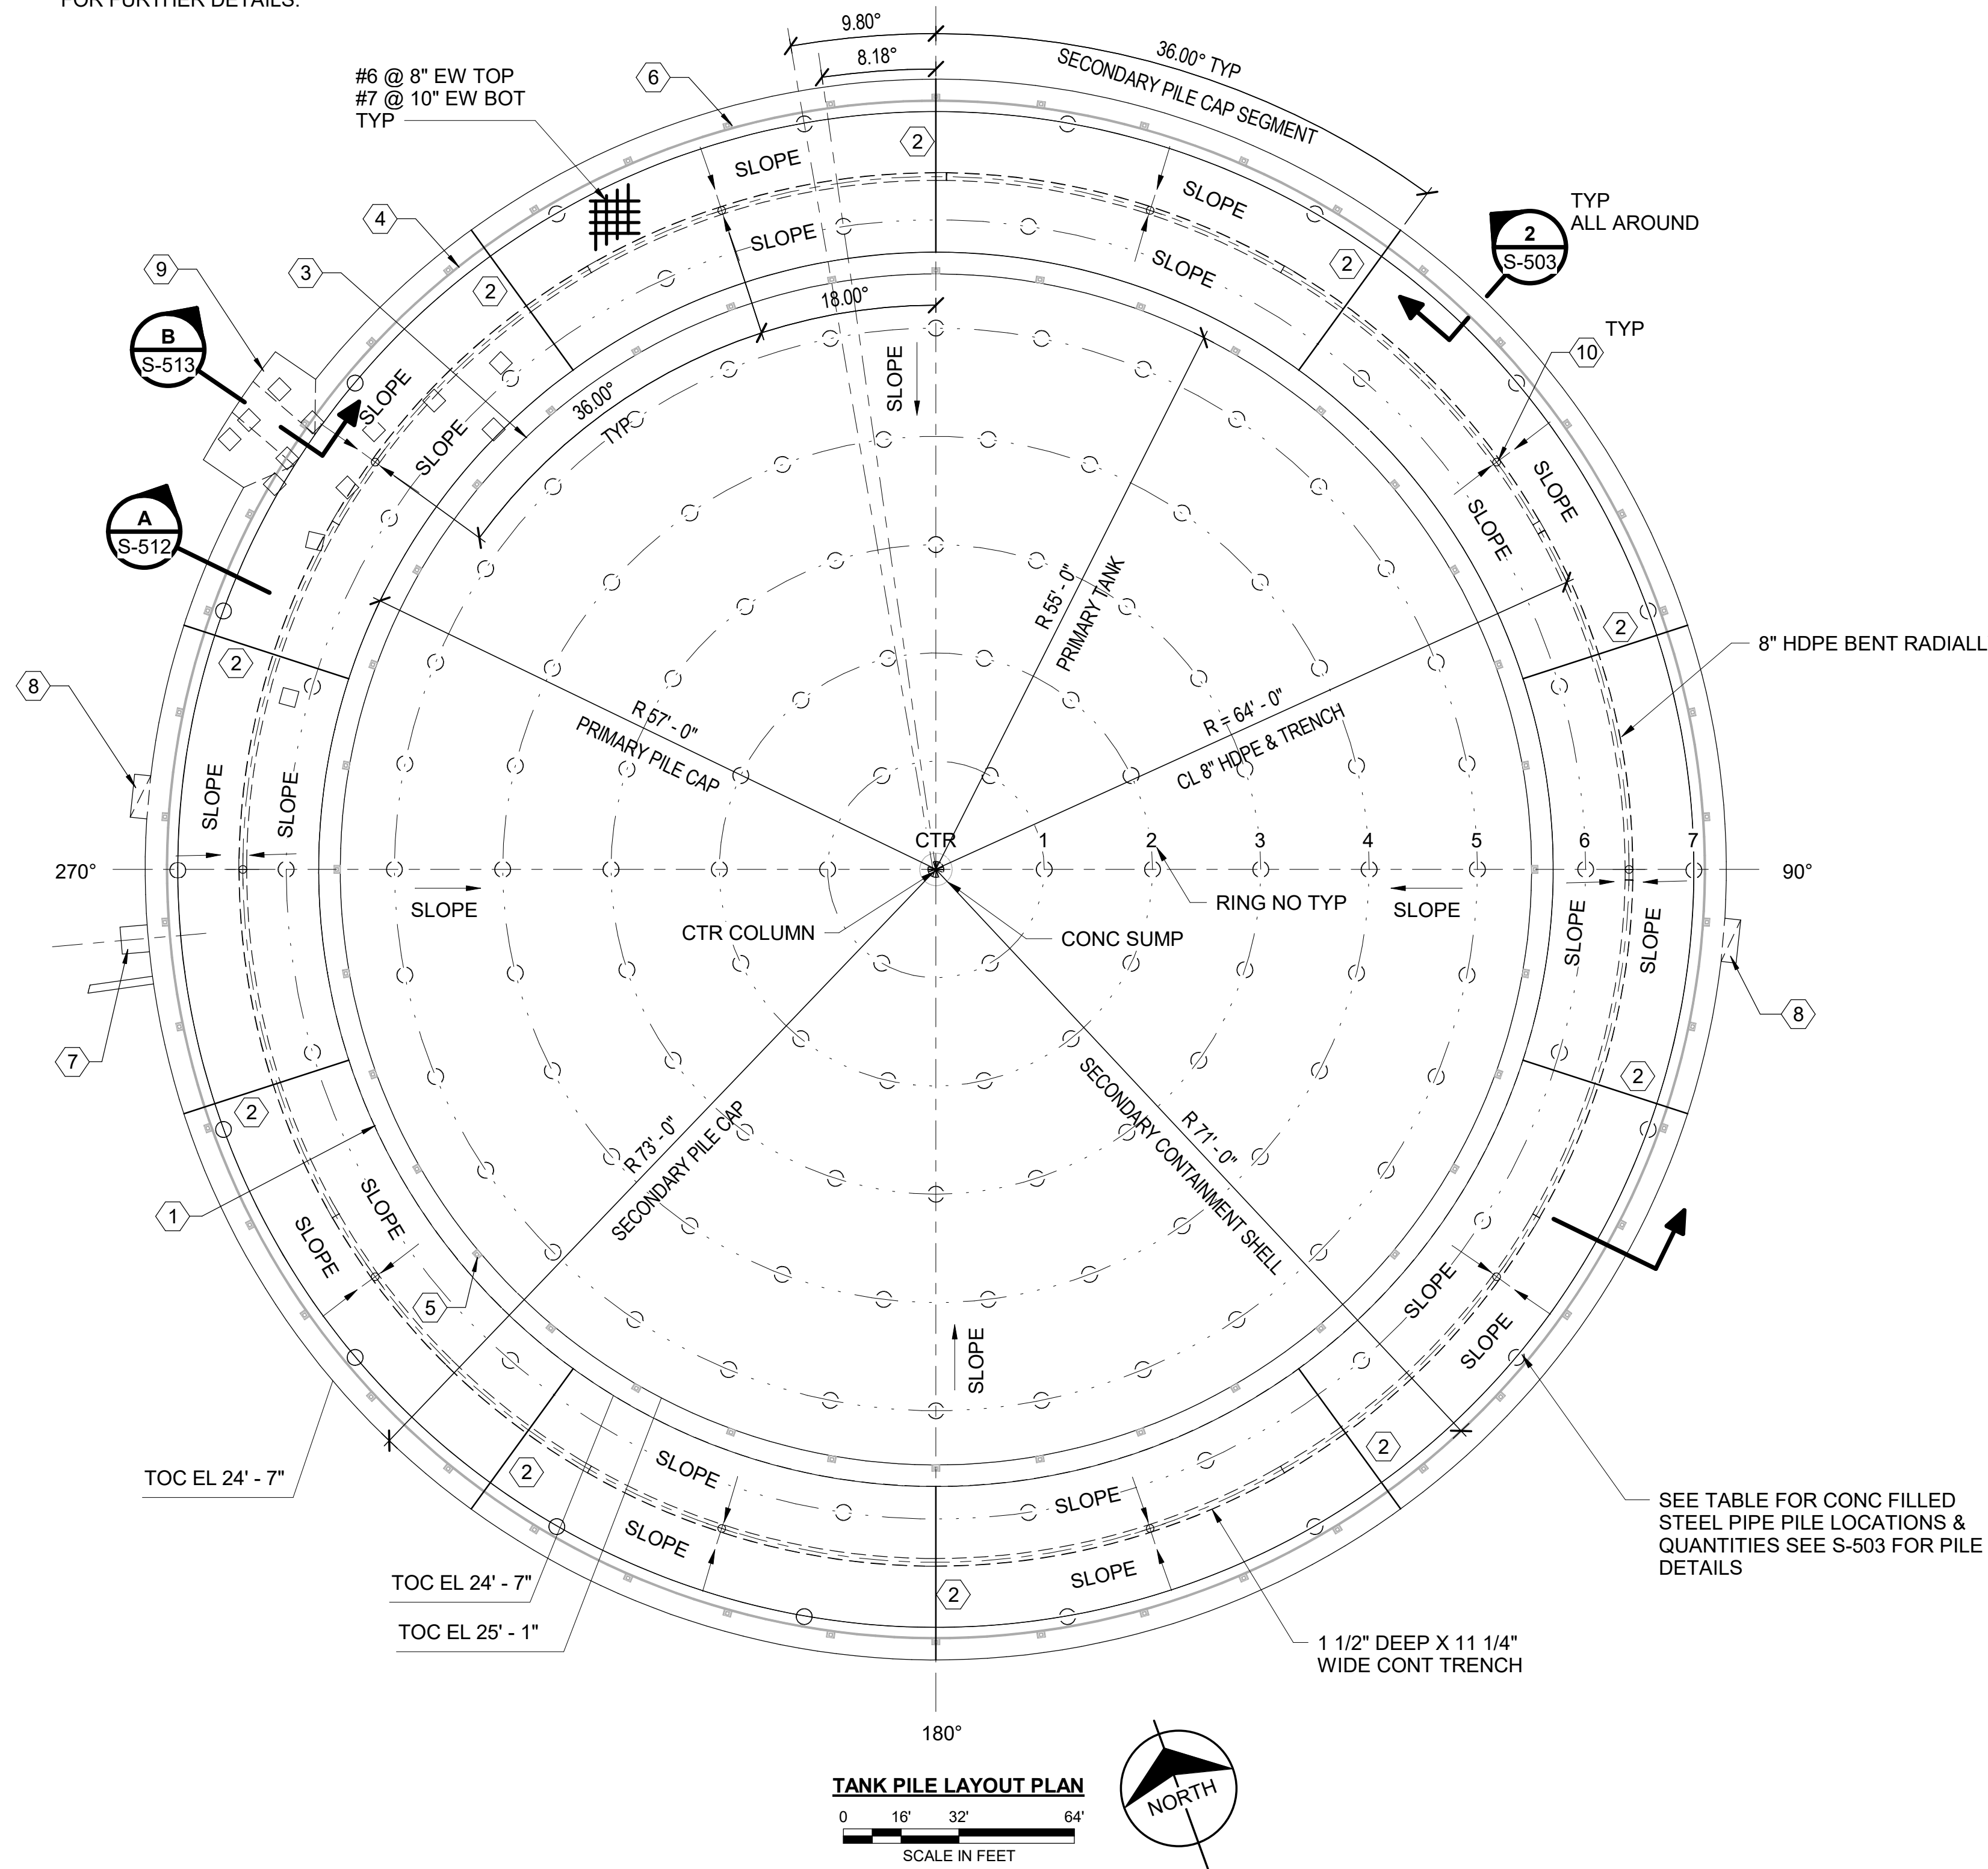 FOR FURTHER DETAILS.
9.80°
8.18°
36.00° TYP
SECONDARY PILE CAP SEGMENT
#6 @ 8" EW TOP
#7 @ 10" EW BOT
TYP
6
2
SLOPE
SLOPE
SLOPE
SLOPE
4
2
2
2
S-503
TYP
ALL AROUND
9
3
B
S-513
18.00°
36.00°
TYP
SLOPE
10
TYP
SLOPE
SLOPE
SLOPE
SLOPE
A
S-512
R 55' - 0"
PRIMARY TANK
2
2
8" HDPE BENT RADIALL
8
R 57' - 0"
PRIMARY PILE CAP
R = 64' - 0"
CL 8" HDPE & TRENCH
SLOPE
SLOPE
270°
CTR
1
2
3
4
5
6
7
90°
SLOPE
CTR COLUMN
CONC SUMP
RING NO TYP
SLOPE
SLOPE
SLOPE
7
8
2
2
R 73' - 0"
SECONDARY PILE CAP
R 71' - 0"
SECONDARY CONTAINMENT SHELL
1
SLOPE
SLOPE
5
SLOPE
SLOPE
SLOPE
TOC EL 24' - 7"
2
SLOPE
SLOPE
2
SLOPE
SLOPE
TOC EL 24' - 7"
2
TOC EL 25' - 1"
SEE TABLE FOR CONC FILLED
STEEL PIPE PILE LOCATIONS &
QUANTITIES SEE S-503 FOR PILE
DETAILS
1 1/2" DEEP X 11 1/4"
WIDE CONT TRENCH
180°
TANK PILE LAYOUT PLAN
0 16' 32' 64'
SCALE IN FEET
NORTH